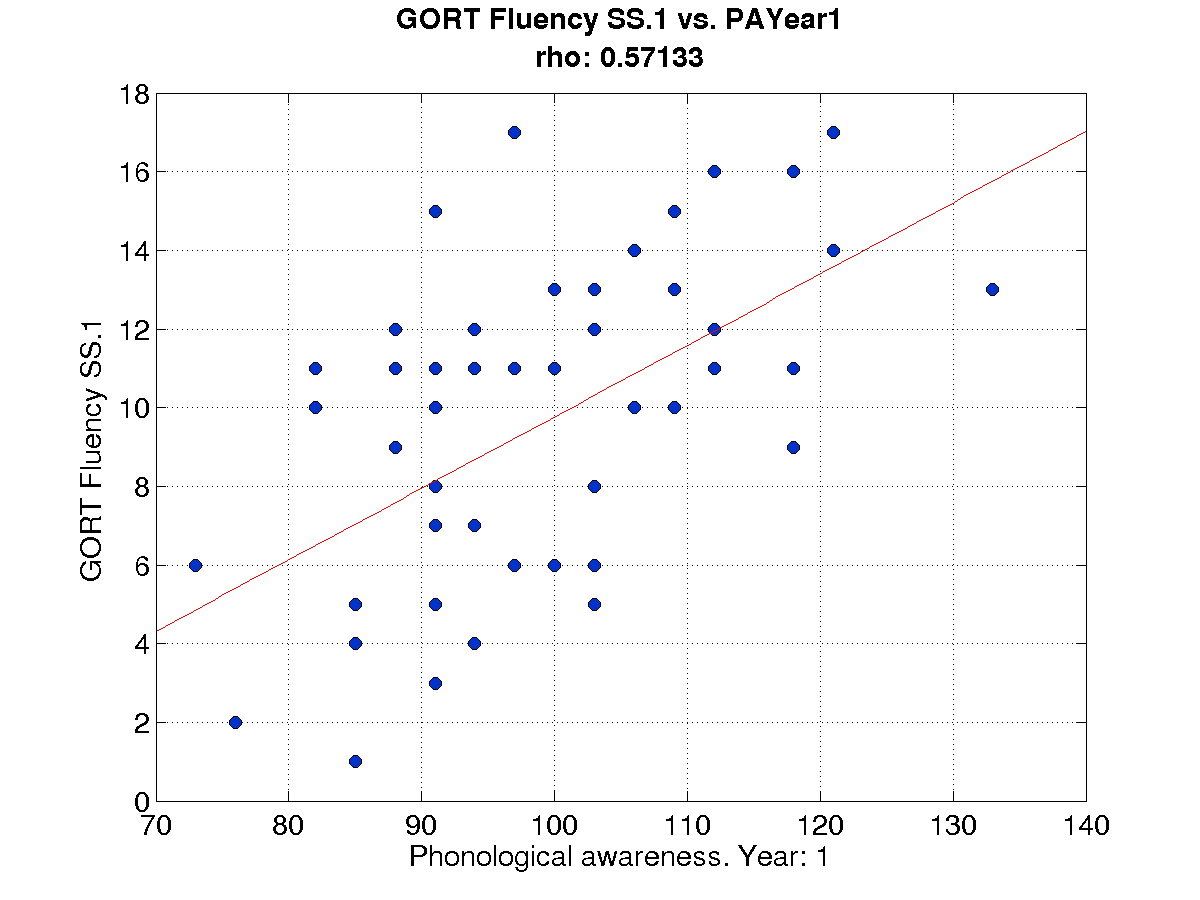 GORT Fluency SS.1 vs. PAYear1
rho: 0.57133
18
16
14
12
10
8
6
4
2
0
GORT Fluency SS.1
70 80 90 100 110 120 130 140
Phonological awareness. Year: 1